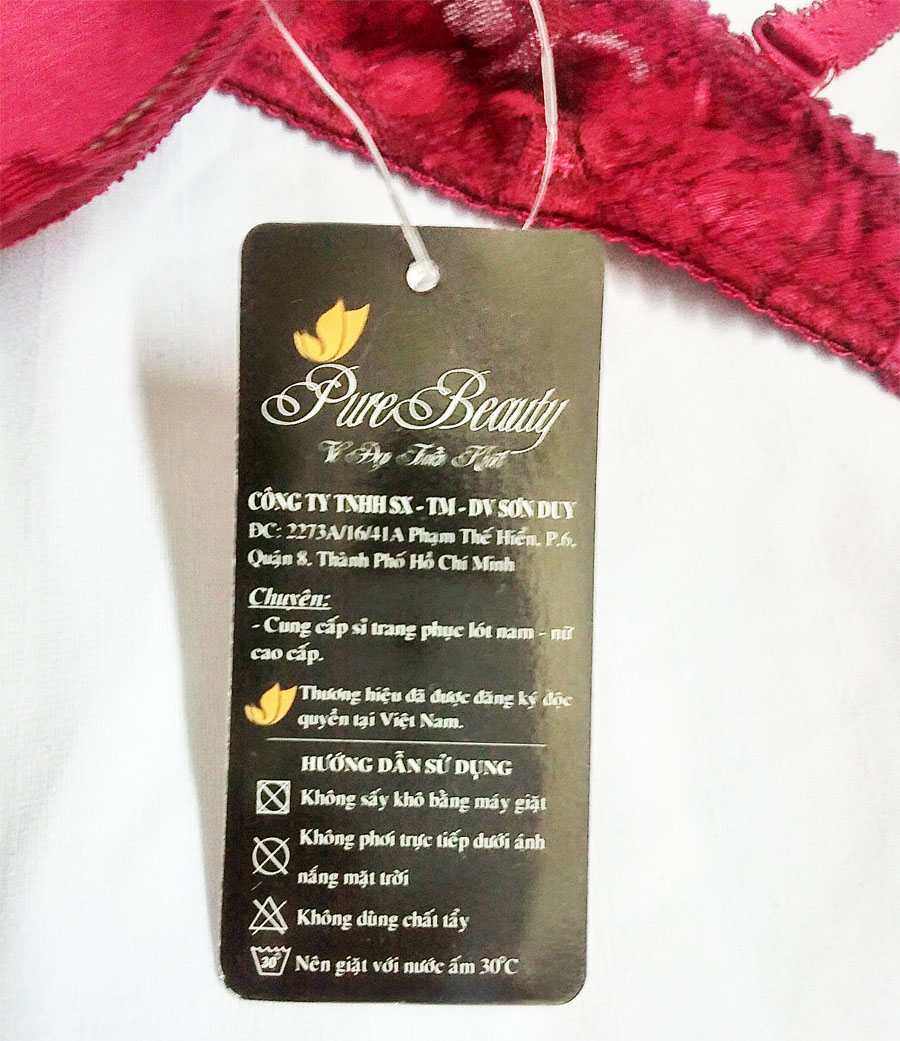 Pure Beauty
Vẻ Đẹp Thuần Khiết
CÔNG TY TNHH SX - TM - DV SƠN DUY
ĐC: 2273A/16/41A Phạm Thế Hiển, P.6,
Quận 8, Thành Phố Hồ Chí Minh
Chuyên:
- Cung cấp sỉ trang phục lót nam - nữ
cao cấp.
Thương hiệu đã được đăng ký độc
quyền tại Việt Nam.
HƯỚNG DẪN SỬ DỤNG
Không sấy khô bằng máy giặt
Không phơi trực tiếp dưới ánh
nắng mặt trời
Không dùng chất tẩy
30° Nên giặt với nước ấm 30°C